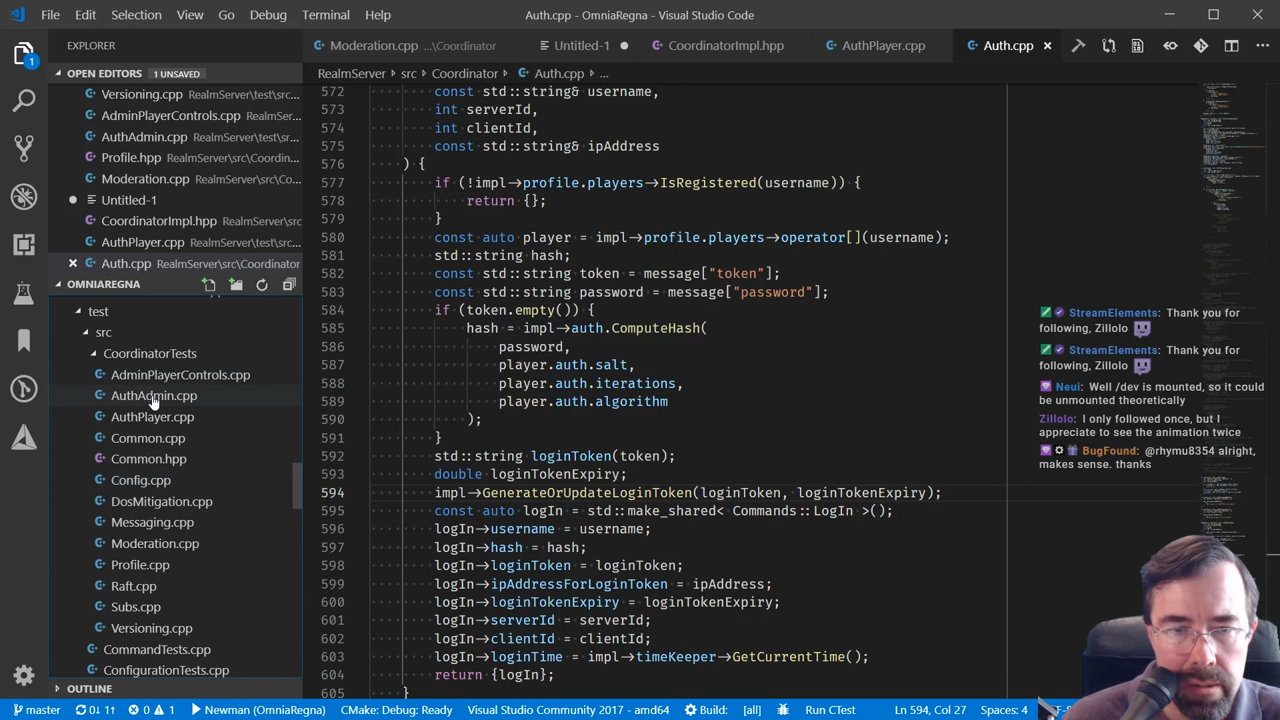 File Edit Selection View Go Debug Terminal Help Auth.cpp - OmniaRegna - Visual Studio Code
EXPLORER
Moderation.cpp ...\Coordinator Untitled-1 CoordinatorImpl.hpp AuthPlayer.cpp Auth.cpp
OPEN EDITORS 1 UNSAVED
Versioning.cpp RealmServer\test\src...
AdminPlayerControls.cpp RealmS...
AuthAdmin.cpp RealmServer\test\...
Profile.hpp RealmServer\src\Coordin...
Moderation.cpp RealmServer\src\Co...
Untitled-1
CoordinatorImpl.hpp RealmServer\src
AuthPlayer.cpp RealmServer\test\src...
Auth.cpp RealmServer\src\Coordinator
OMNIAREGNA
test
src
CoordinatorTests
AdminPlayerControls.cpp
AuthAdmin.cpp
AuthPlayer.cpp
Common.cpp
Common.hpp
Config.cpp
DosMitigation.cpp
Messaging.cpp
Moderation.cpp
Profile.cpp
Raft.cpp
Subs.cpp
Versioning.cpp
CommandTests.cpp
ConfigurationTests.cpp
OUTLINE
RealmServer > src > Coordinator > Auth.cpp > ...
572 const std::string& username,
573 int serverId,
574 int clientId,
575 const std::string& ipAddress
576 ) {
577 if (!impl->profile.players->IsRegistered(username)) {
578 return {};
579 }
580 const auto player = impl->profile.players->operator[](username);
581 std::string hash;
582 const std::string token = message["token"];
583 const std::string password = message["password"];
584 if (token.empty()) {
585 hash = impl->auth.ComputeHash(
586 password,
587 player.auth.salt,
588 player.auth.iterations,
589 player.auth.algorithm
590 );
591 }
592 std::string loginToken(token);
593 double loginTokenExpiry;
594 impl->GenerateOrUpdateLoginToken(loginToken, loginTokenExpiry);
595 const auto logIn = std::make_shared< Commands::LogIn >();
596 logIn->username = username;
597 logIn->hash = hash;
598 logIn->loginToken = loginToken;
599 logIn->ipAddressForLoginToken = ipAddress;
600 logIn->loginTokenExpiry = loginTokenExpiry;
601 logIn->serverId = serverId;
602 logIn->clientId = clientId;
603 logIn->loginTime = impl->timeKeeper->GetCurrentTime();
604 return {logIn};
605 }
StreamElements: Thank you for
following, Zillolo
StreamElements: Thank you for
following, Zillolo
Neui: Well /dev is mounted, so it could
be unmounted theoretically
Zillolo: I only followed once, but I
appreciate to see the animation twice
BugFound: @rhymu8354 alright,
makes sense. thanks
master 0↓ 1↑ 0 1 Newman (OmniaRegna) CMake: Debug: Ready Visual Studio Community 2017 - amd64 Build: [all] Run CTest Ln 594, Col 27 Spaces: 4